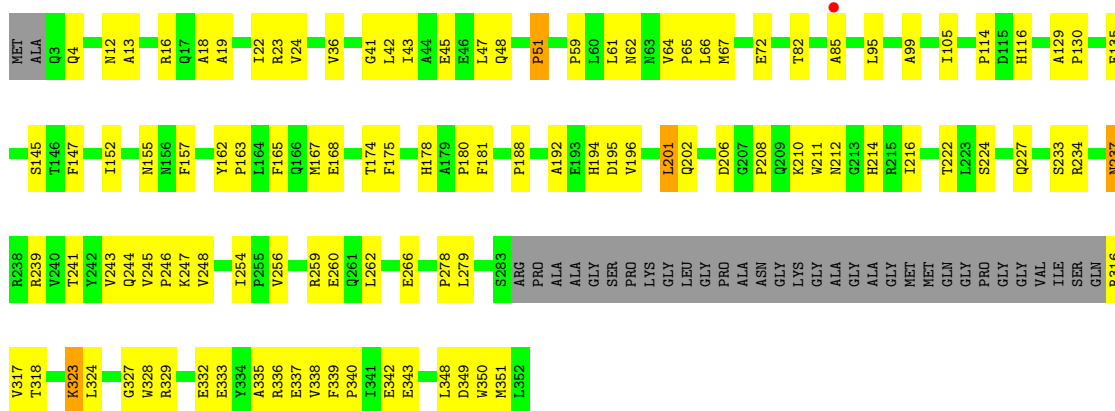 MET ALA Q3 Q4 N12 A13 R16 Q17 A18 A19 I22 R23 V24 V36 G41 L42 I43 A44 E45 E46 L47 Q48 P51 P59 L60 L61 N62 N63 V64 P65 L66 M67 E72 T82 A85 L95 A99 I105 P114 D115 H116 A129 P130
S145 T146 F147 I152 N155 N156 F157 Y162 P163 L164 F165 Q166 M167 E168 T174 F175 H178 A179 P180 F181 P188 A192 E193 H194 D195 V196 L201 Q202 D206 G207 P208 Q209 K210 W211 N212 G213 H214 R215 I216 T222 L223 S224 Q227 S233 R234 N237
R238 R239 V240 T241 Y242 V243 Q244 V245 P246 K247 V248 I254 P255 V256 R259 E260 Q261 L262 E266 P278 L279 S283 ARG PRO ALA ALA GLY SER PRO LYS GLY LEU GLY PRO ALA ASN GLY LYS GLY ALA GLY ALA GLY MET MET GLN GLY PRO GLY GLY VAL ILE SER GLN R316
V317 T318 K323 L324 G327 W328 R329 E332 E333 Y334 A335 R336 E337 V338 F339 P340 I341 E342 E343 L348 D349 W350 M351 L352